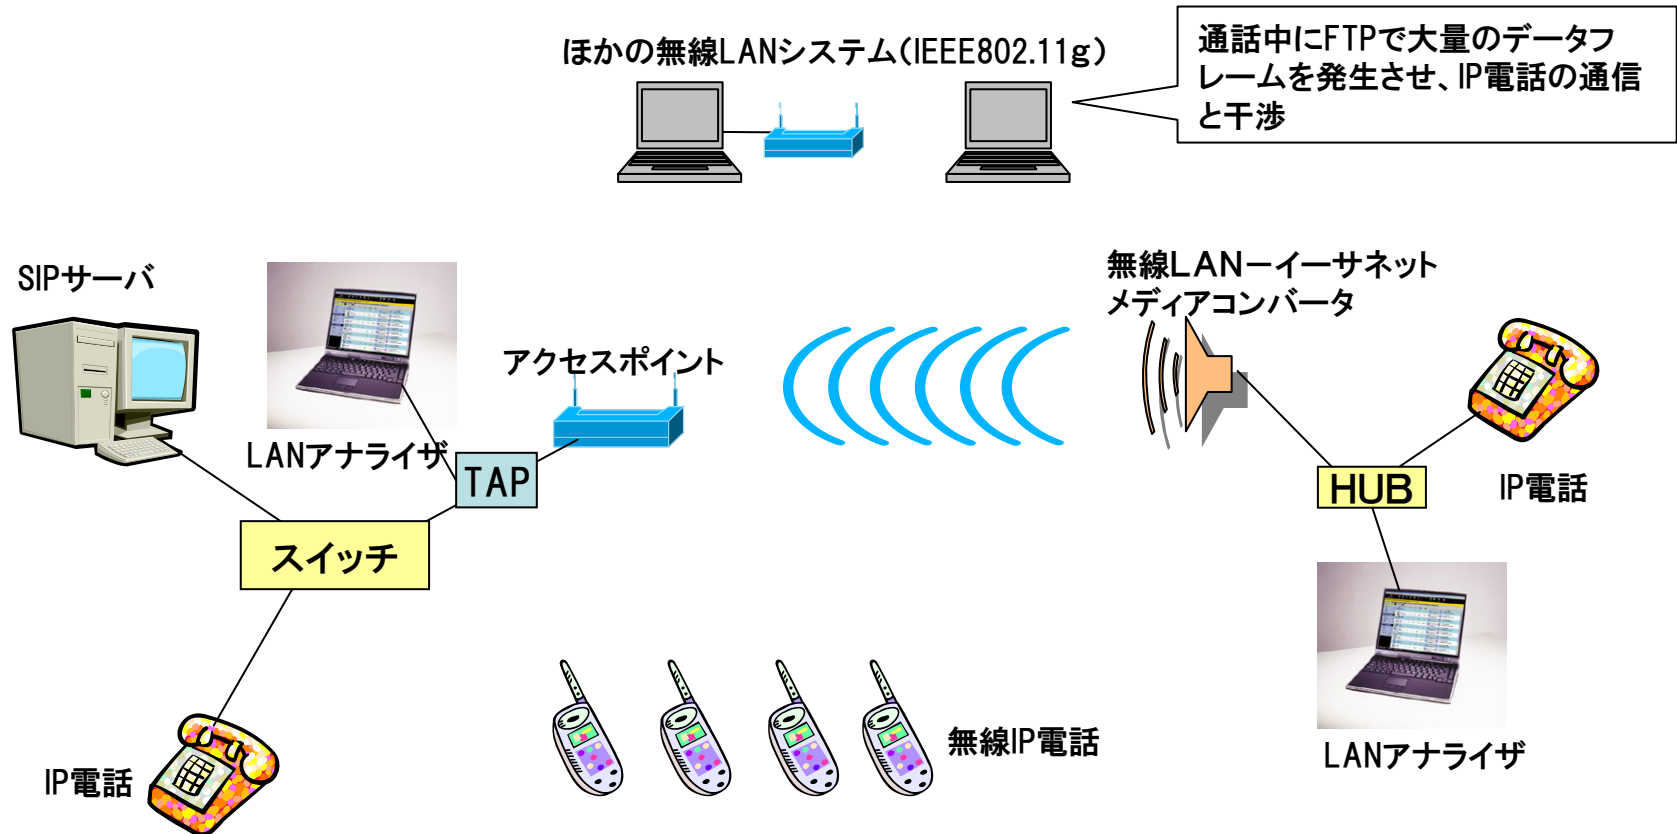 ほかの無線LANシステム(IEEE802.11g)
通話中にFTPで大量のデータフ
レームを発生させ、IP電話の通信
と干渉
SIPサーバ
無線LAN－イーサネット
メディアコンバータ
アクセスポイント
LANアナライザ
TAP
HUB
IP電話
スイッチ
無線IP電話
LANアナライザ
IP電話